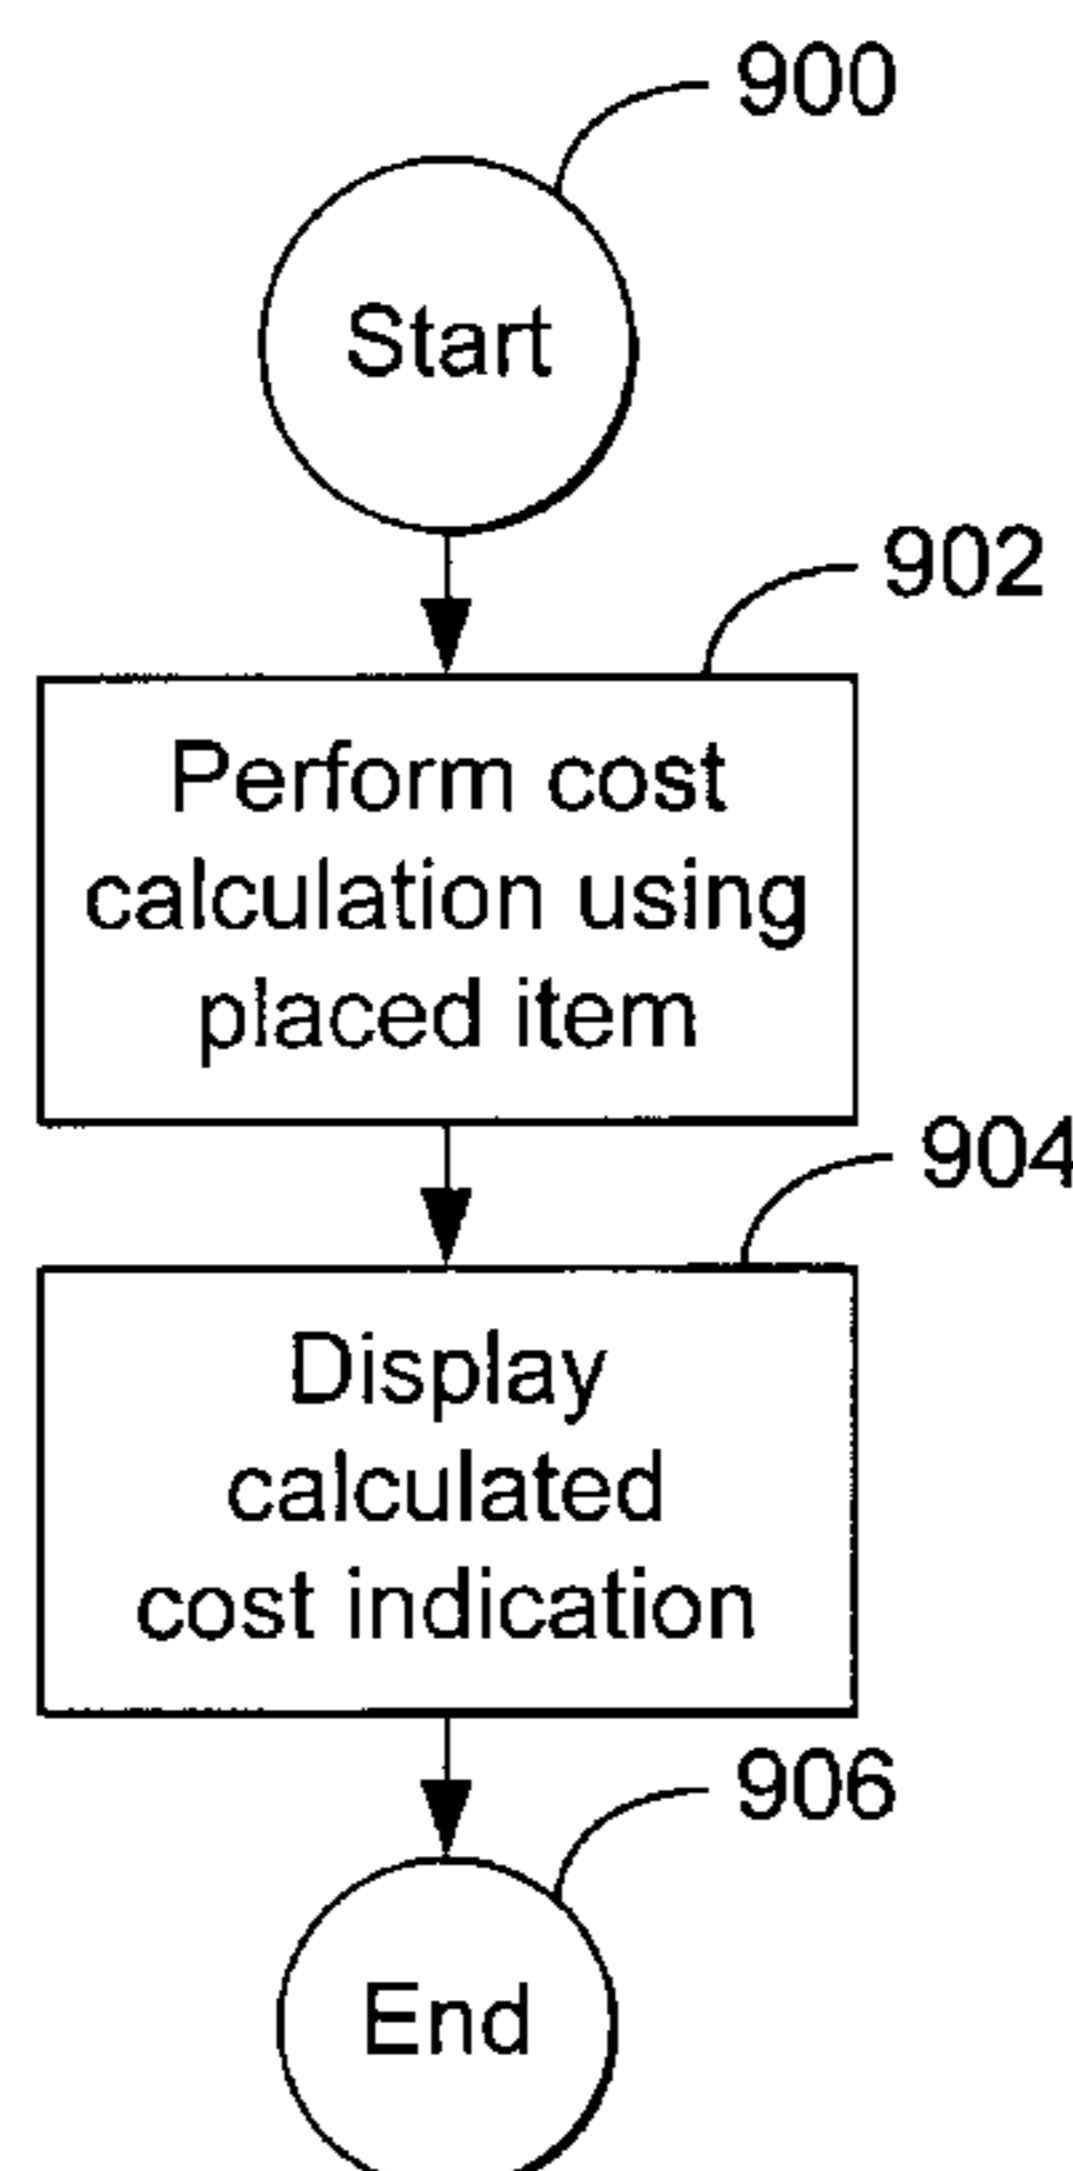 900
Start
902
Perform cost
calculation using
placed item
904
Display
calculated
cost indication
906
End